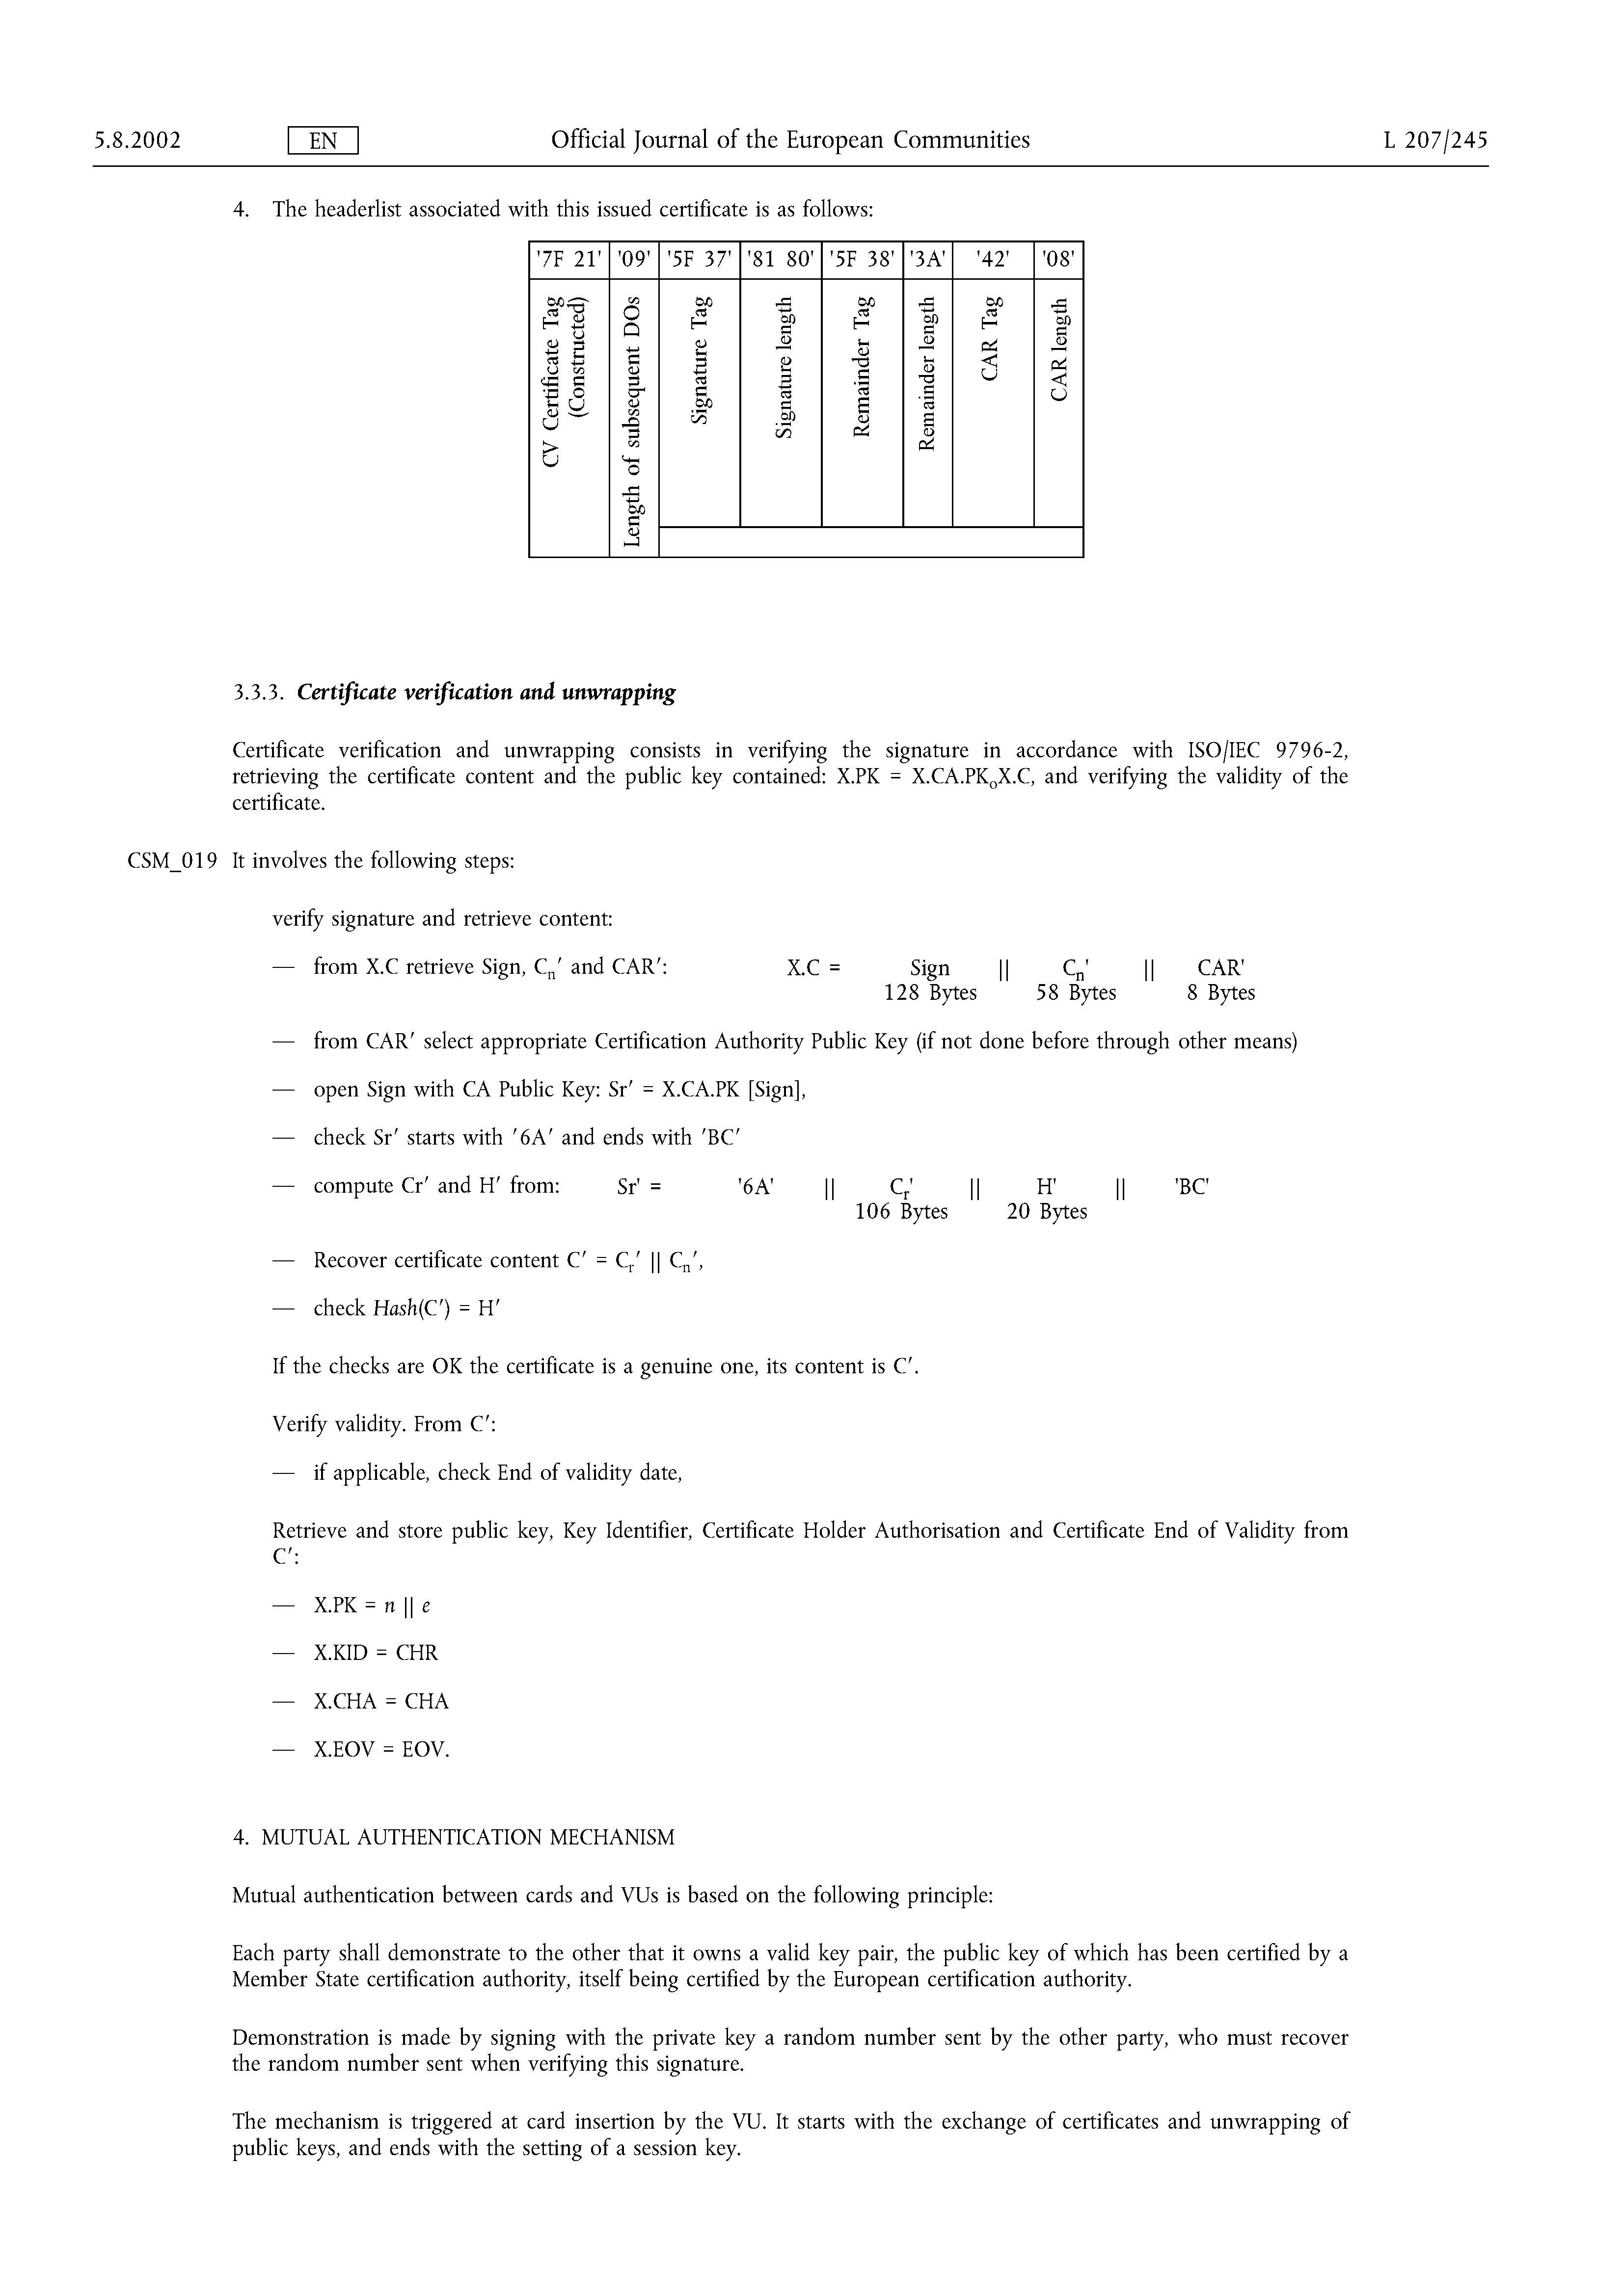 5.8.2002 EN Official Journal of the European Communities L 207/245
4. The headerlist associated with this issued certificate is as follows:
'7F 21' '09' '5F 37' '81 80' '5F 38' '3A' '42' '08'
CV Certificate Tag
(Constructed)
Length of subsequent DOs
Signature Tag
Signature length
Remainder Tag
Remainder length
CAR Tag
CAR length
3.3.3. Certificate verification and unwrapping
Certificate verification and unwrapping consists in verifying the signature in accordance with ISO/IEC 9796-2,
retrieving the certificate content and the public key contained: X.PK = X.CA.PKoX.C, and verifying the validity of the
certificate.
CSM_019 It involves the following steps:
verify signature and retrieve content:
— from X.C retrieve Sign, Cn′ and CAR′: X.C = Sign || Cn' || CAR'
128 Bytes 58 Bytes 8 Bytes
— from CAR′ select appropriate Certification Authority Public Key (if not done before through other means)
— open Sign with CA Public Key: Sr′ = X.CA.PK [Sign],
— check Sr′ starts with ′6A′ and ends with ′BC′
— compute Cr′ and H′ from: Sr' = '6A' || Cr' || H' || 'BC'
106 Bytes 20 Bytes
— Recover certificate content C′ = Cr′ || Cn′,
— check Hash(C′) = H′
If the checks are OK the certificate is a genuine one, its content is C′.
Verify validity. From C′:
— if applicable, check End of validity date,
Retrieve and store public key, Key Identifier, Certificate Holder Authorisation and Certificate End of Validity from
C′:
— X.PK = n || e
— X.KID = CHR
— X.CHA = CHA
— X.EOV = EOV.
4. MUTUAL AUTHENTICATION MECHANISM
Mutual authentication between cards and VUs is based on the following principle:
Each party shall demonstrate to the other that it owns a valid key pair, the public key of which has been certified by a
Member State certification authority, itself being certified by the European certification authority.
Demonstration is made by signing with the private key a random number sent by the other party, who must recover
the random number sent when verifying this signature.
The mechanism is triggered at card insertion by the VU. It starts with the exchange of certificates and unwrapping of
public keys, and ends with the setting of a session key.